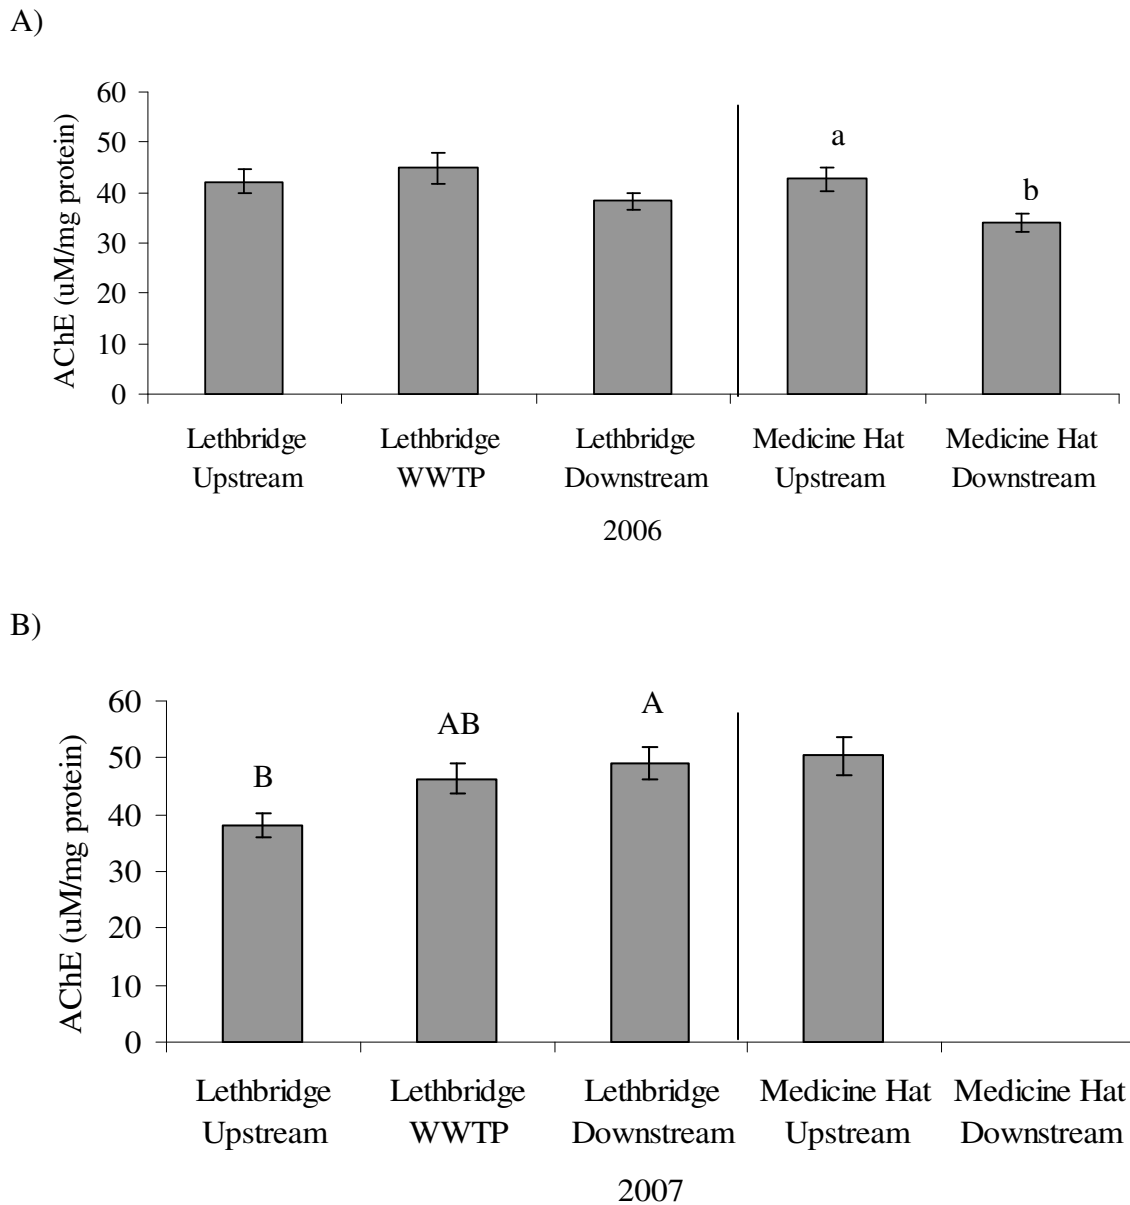 A)
AChE (uM/mg protein)
60
50
40
30
20
10
0
a
b
Lethbridge Upstream
Lethbridge WWTP
Lethbridge Downstream
Medicine Hat Upstream
Medicine Hat Downstream
2006
B)
AChE (uM/mg protein)
60
50
40
30
20
10
0
B
AB
A
Lethbridge Upstream
Lethbridge WWTP
Lethbridge Downstream
Medicine Hat Upstream
Medicine Hat Downstream
2007